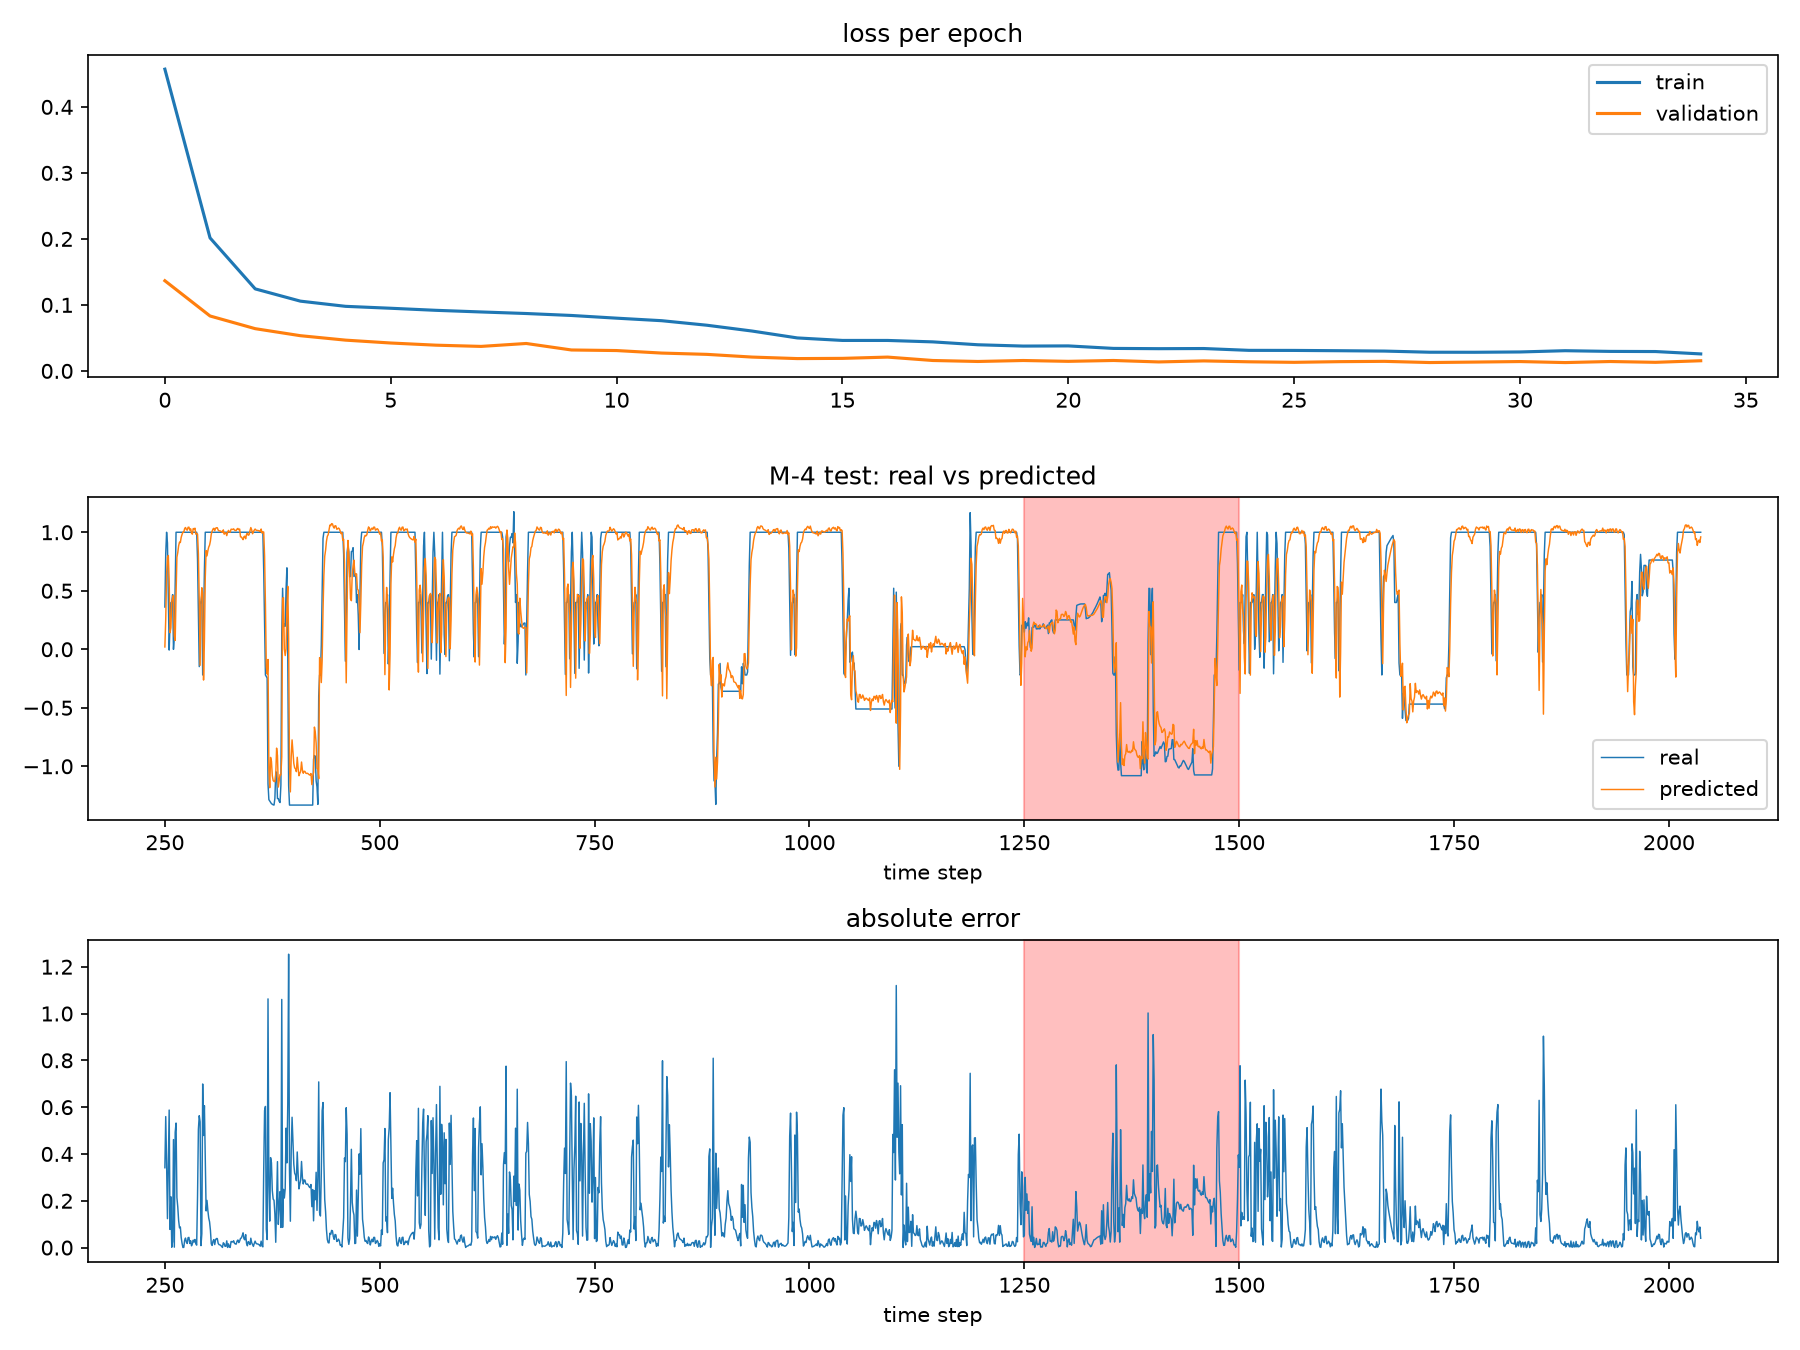 loss per epoch
train
validation
0.4
0.3
0.2
0.1
0.0
0 5 10 15 20 25 30 35
M-4 test: real vs predicted
1.0
0.5
0.0
−0.5
−1.0
real
predicted
250 500 750 1000 1250 1500 1750 2000
time step
absolute error
1.2
1.0
0.8
0.6
0.4
0.2
0.0
250 500 750 1000 1250 1500 1750 2000
time step